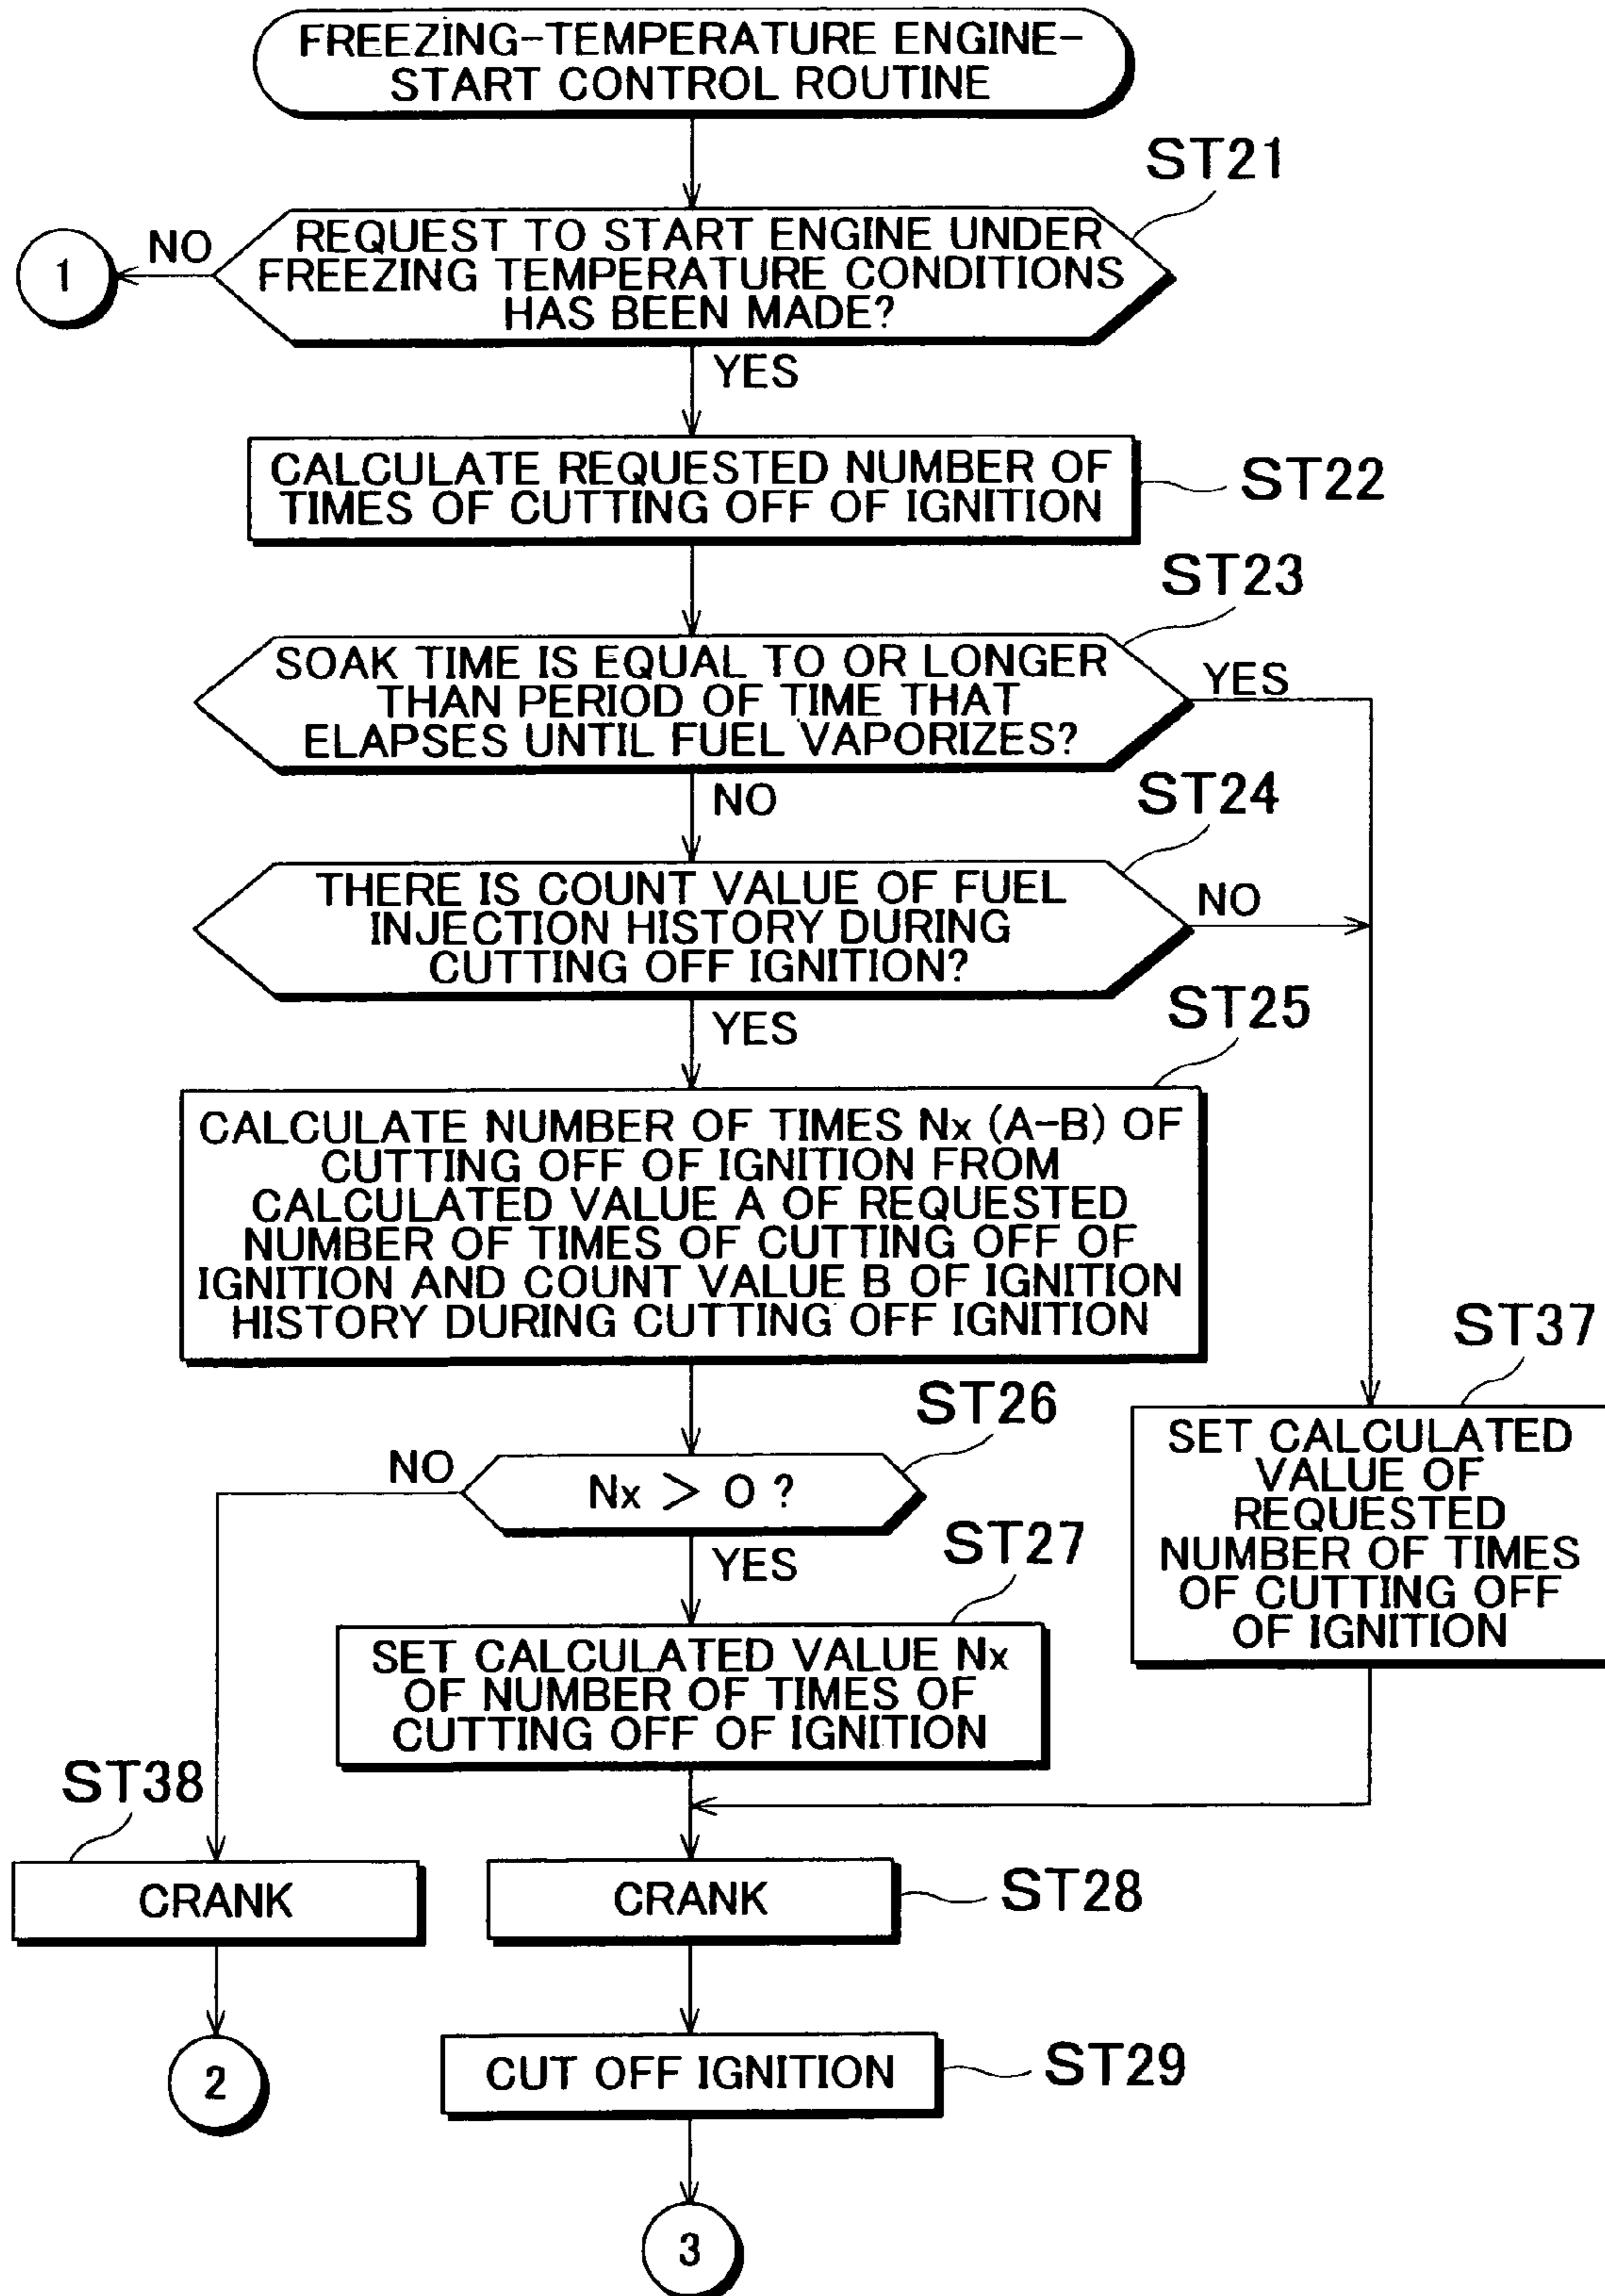 FREEZING-TEMPERATURE ENGINE-
START CONTROL ROUTINE
ST21
1
NO
REQUEST TO START ENGINE UNDER
FREEZING TEMPERATURE CONDITIONS
HAS BEEN MADE?
YES
CALCULATE REQUESTED NUMBER OF
TIMES OF CUTTING OFF OF IGNITION
ST22
ST23
SOAK TIME IS EQUAL TO OR LONGER
THAN PERIOD OF TIME THAT
ELAPSES UNTIL FUEL VAPORIZES?
YES
NO
ST24
THERE IS COUNT VALUE OF FUEL
INJECTION HISTORY DURING
CUTTING OFF IGNITION?
NO
YES
ST25
CALCULATE NUMBER OF TIMES Nx (A-B) OF
CUTTING OFF OF IGNITION FROM
CALCULATED VALUE A OF REQUESTED
NUMBER OF TIMES OF CUTTING OFF OF
IGNITION AND COUNT VALUE B OF IGNITION
HISTORY DURING CUTTING OFF IGNITION
ST37
SET CALCULATED
VALUE OF
REQUESTED
NUMBER OF TIMES
OF CUTTING OFF
OF IGNITION
ST26
NO
Nx > 0 ?
YES
ST27
SET CALCULATED VALUE Nx
OF NUMBER OF TIMES OF
CUTTING OFF OF IGNITION
ST38
CRANK
CRANK
ST28
2
CUT OFF IGNITION
ST29
3